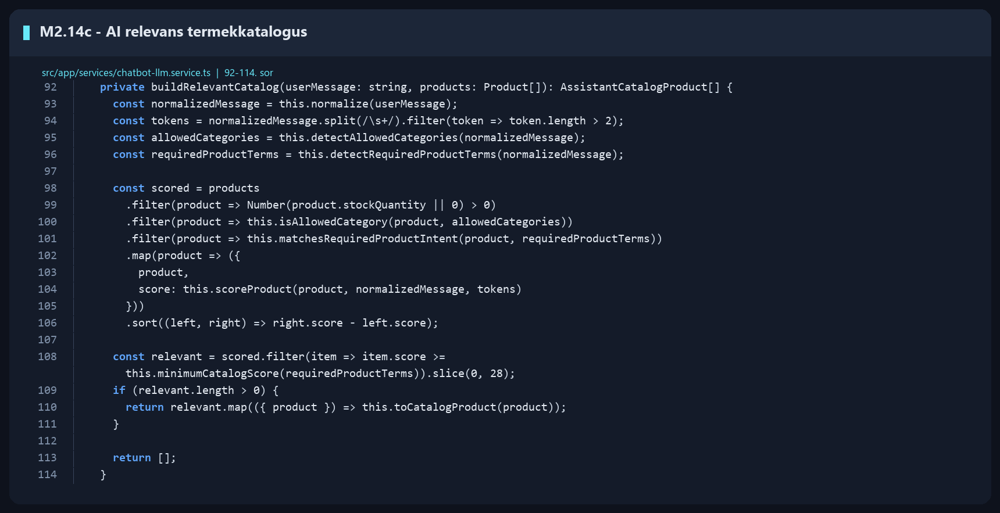 M2.14c - AI relevans termekkatalogus
src/app/services/chatbot-llm.service.ts | 92-114. sor
92 private buildRelevantCatalog(userMessage: string, products: Product[]): AssistantCatalogProduct[] {
93 const normalizedMessage = this.normalize(userMessage);
94 const tokens = normalizedMessage.split(/\s+/).filter(token => token.length > 2);
95 const allowedCategories = this.detectAllowedCategories(normalizedMessage);
96 const requiredProductTerms = this.detectRequiredProductTerms(normalizedMessage);
97
98 const scored = products
99 .filter(product => Number(product.stockQuantity || 0) > 0)
100 .filter(product => this.isAllowedCategory(product, allowedCategories))
101 .filter(product => this.matchesRequiredProductIntent(product, requiredProductTerms))
102 .map(product => ({
103 product,
104 score: this.scoreProduct(product, normalizedMessage, tokens)
105 }))
106 .sort((left, right) => right.score - left.score);
107
108 const relevant = scored.filter(item => item.score >=
this.minimumCatalogScore(requiredProductTerms)).slice(0, 28);
109 if (relevant.length > 0) {
110 return relevant.map(({ product }) => this.toCatalogProduct(product));
111 }
112
113 return [];
114 }